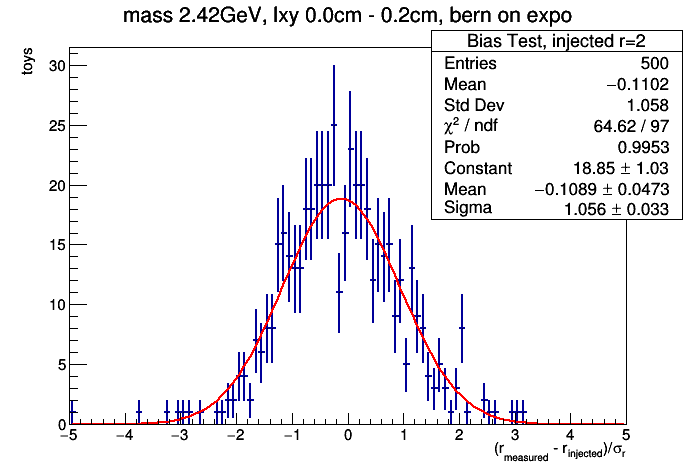 mass 2.42GeV, lxy 0.0cm - 0.2cm, bern on expo
Bias Test, injected r=2
Entries 500
Mean −0.1102
Std Dev 1.058
χ² / ndf 64.62 / 97
Prob 0.9953
Constant 18.85 ± 1.03
Mean −0.1089 ± 0.0473
Sigma 1.056 ± 0.033
toys
30
25
20
15
10
5
0
−5 −4 −3 −2 −1 0 1 2 3 4 5
(r_measured - r_injected)/σ_r